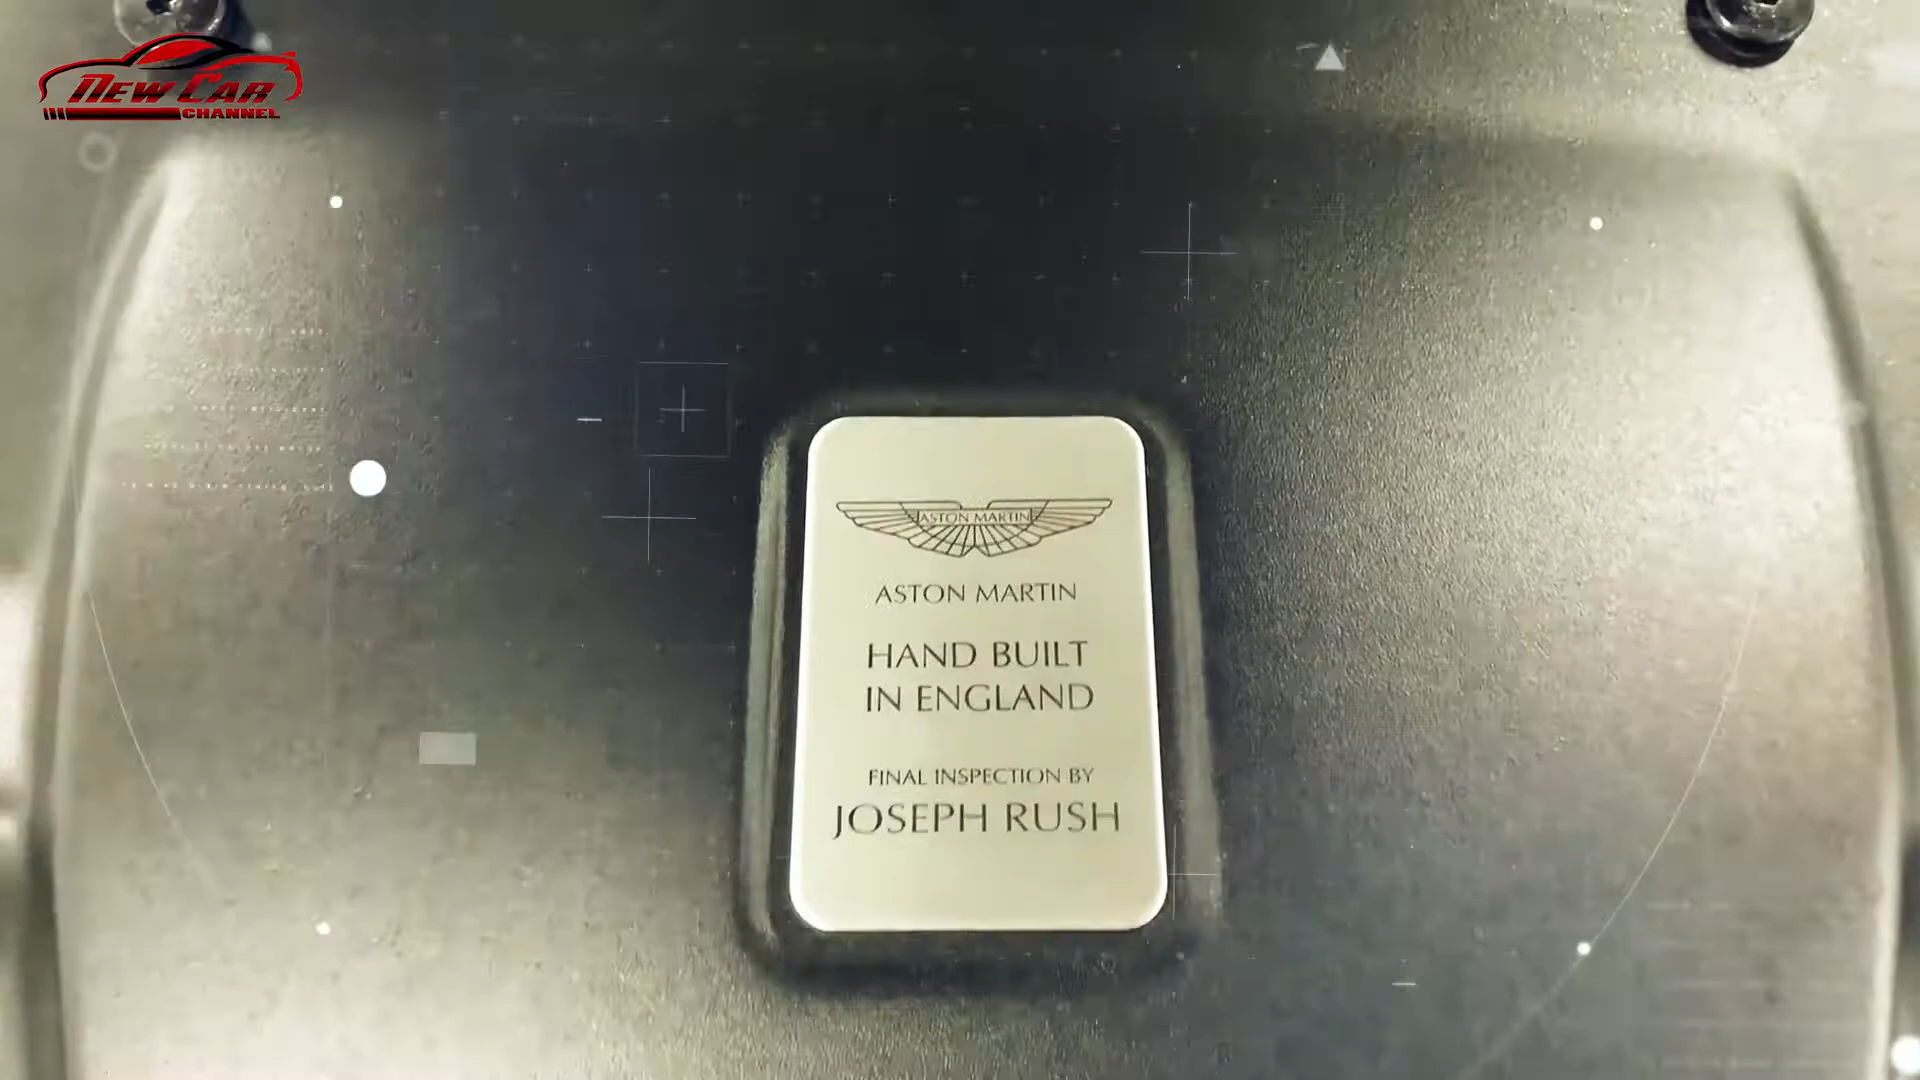 NEW CAR
CHANNEL
ASTON MARTIN
ASTON MARTIN
HAND BUILT
IN ENGLAND
FINAL INSPECTION BY
JOSEPH RUSH